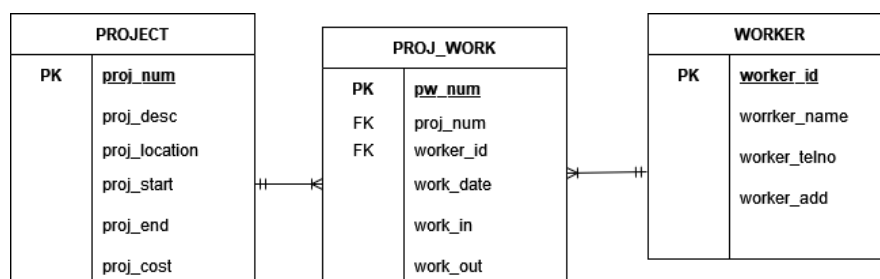 PROJECT
PK proj_num
proj_desc
proj_location
proj_start
proj_end
proj_cost
PROJ_WORK
PK pw_num
FK proj_num
FK worker_id
work_date
work_in
work_out
WORKER
PK worker_id
worrker_name
worker_telno
worker_add